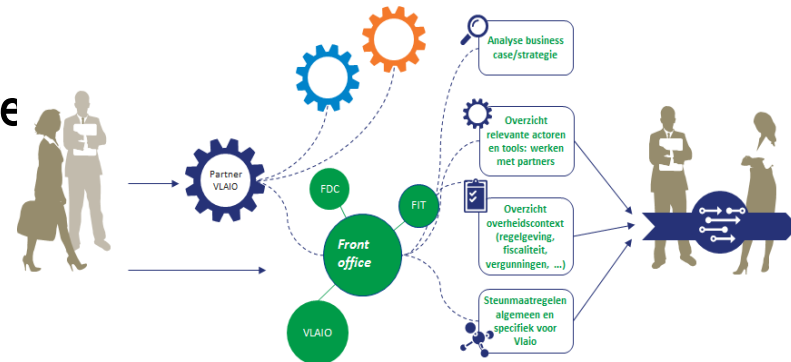 e
Partner
VLAIO
FDC
FIT
Front
office
VLAIO
Analyse business
case/strategie
Overzicht
relevante actoren
en tools: werken
met partners
Overzicht
overheidscontext
(regelgeving,
fiscaliteit,
vergunningen, …)
Steunmaatregelen
algemeen en
specifiek voor
Vlaio